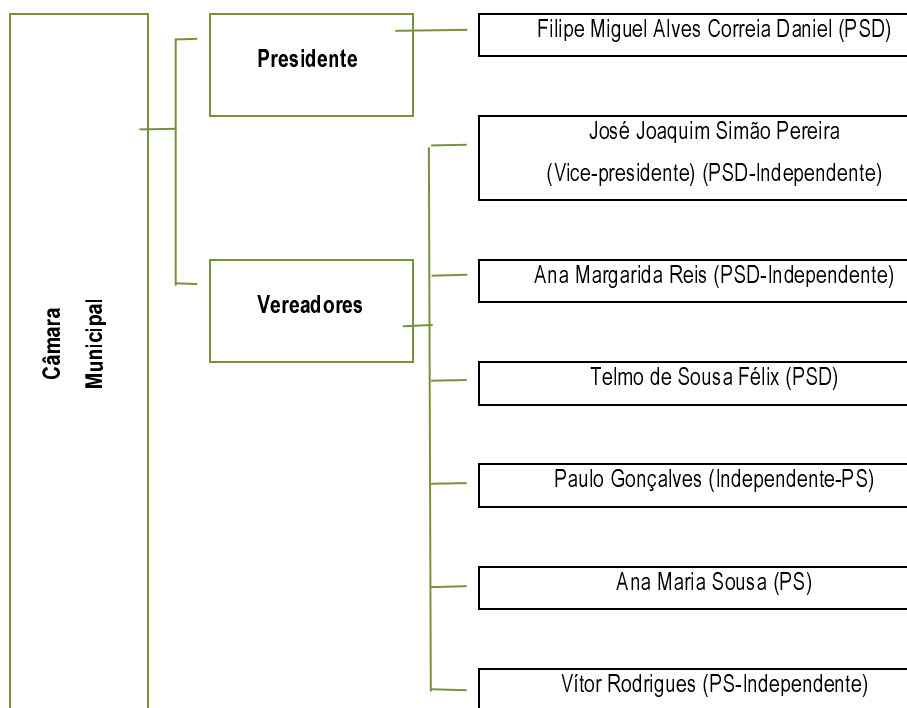 Câmara
Municipal
Presidente
Filipe Miguel Alves Correia Daniel (PSD)
Vereadores
José Joaquim Simão Pereira
(Vice-presidente) (PSD-Independente)
Ana Margarida Reis (PSD-Independente)
Telmo de Sousa Félix (PSD)
Paulo Gonçalves (Independente-PS)
Ana Maria Sousa (PS)
Vítor Rodrigues (PS-Independente)